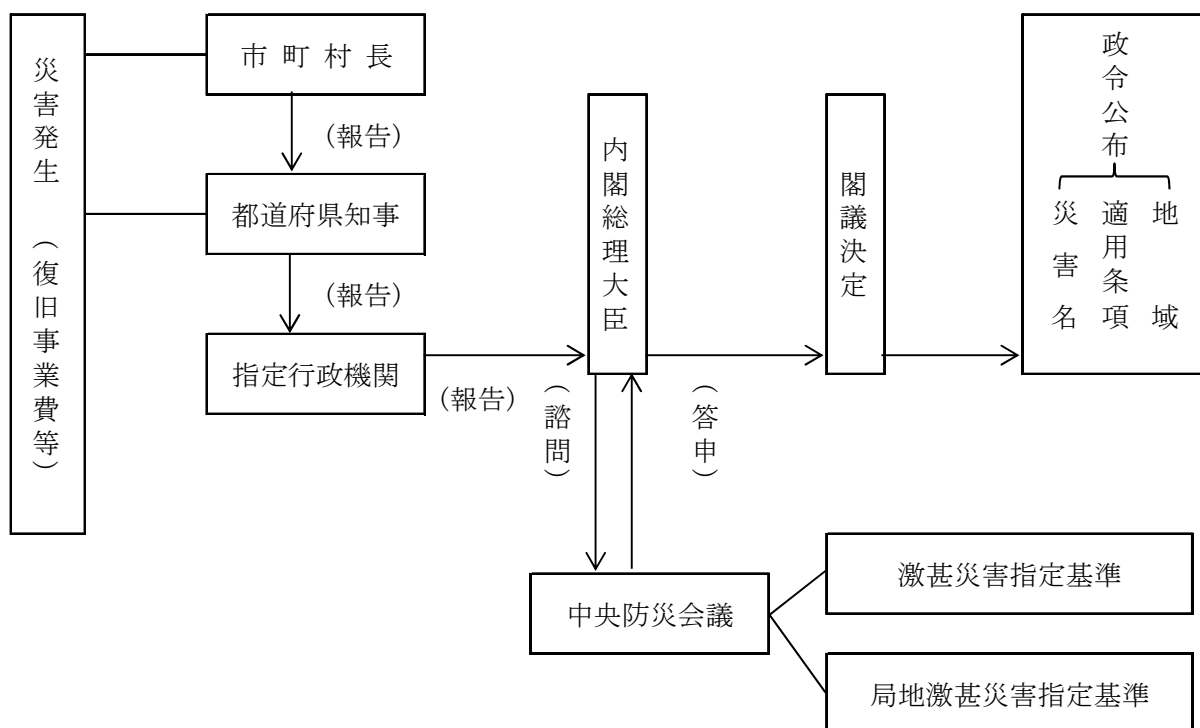 災害発生 (復旧事業費等)
市町村長
(報告)
都道府県知事
(報告)
指定行政機関
(報告)
内閣総理大臣
(諮問)
(答申)
中央防災会議
激甚災害指定基準
局地激甚災害指定基準
閣議決定
政令公布
地域
適用条項
災害名